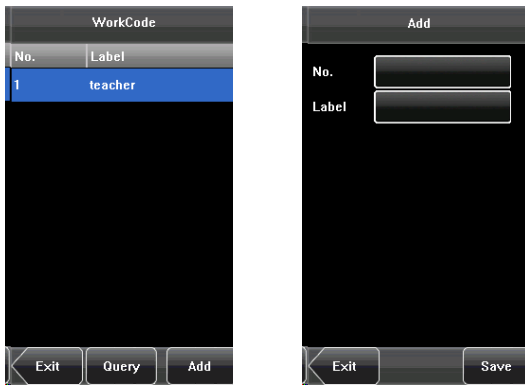 WorkCode
No. Label
1 teacher
Exit Query Add
Add
No.
Label
Exit Save